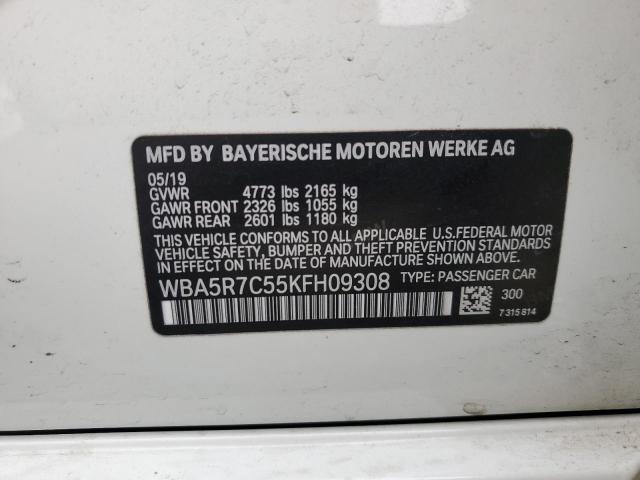 MFD BY BAYERISCHE MOTOREN WERKE AG
05/19
GVWR 4773 lbs 2165 kg
GAWR FRONT 2326 lbs 1055 kg
GAWR REAR 2601 lbs 1180 kg
THIS VEHICLE CONFORMS TO ALL APPLICABLE U.S.FEDERAL MOTOR
VEHICLE SAFETY, BUMPER AND THEFT PREVENTION STANDARDS
IN EFFECT ON THE DATE OF MANUFACTURE SHOWN ABOVE.
WBA5R7C55KFH09308 TYPE: PASSENGER CAR
300
7315814